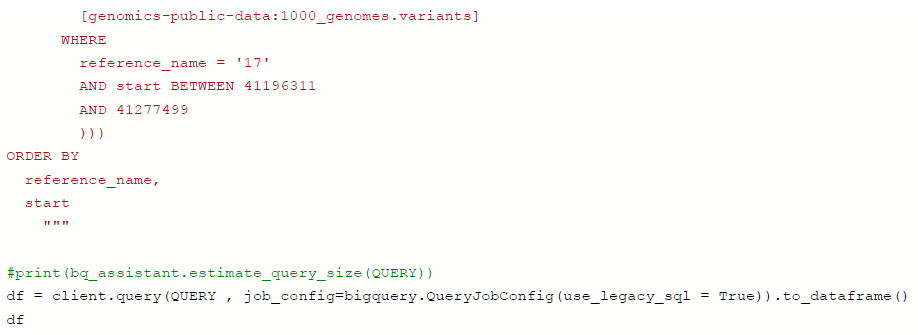 [genomics-public-data:1000_genomes.variants]
WHERE
reference_name = '17'
AND start BETWEEN 41196311
AND 41277499
)))
ORDER BY
reference_name,
start
"""
#print(bq_assistant.estimate_query_size(QUERY))
df = client.query(QUERY , job_config=bigquery.QueryJobConfig(use_legacy_sql = True)).to_dataframe()
df